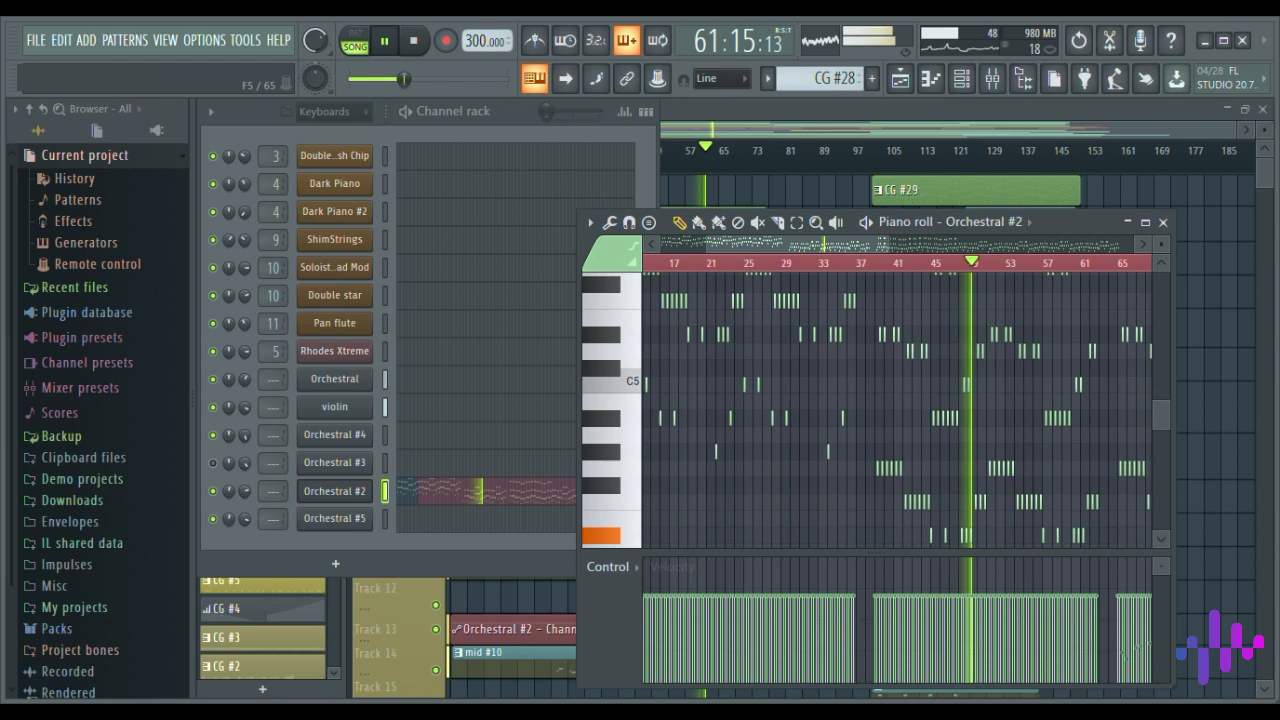 FILE EDIT ADD PATTERNS VIEW OPTIONS TOOLS HELP
PAT
SONG
300.000
3.2.
61:15:13
B:S:T
48
980 MB
18
F5 / 65
Line
CG #28
+
04/28 FL
STUDIO 20.7...
Browser - All
Keyboards
Channel rack
57 65 73 81 89 97 105 113 121 129 137 145 153 161 169 177 185
CG #29
Current project
History
Patterns
Effects
Generators
Remote control
Recent files
Plugin database
Plugin presets
Channel presets
Mixer presets
Scores
Backup
Clipboard files
Demo projects
Downloads
Envelopes
IL shared data
Impulses
Misc
My projects
Packs
Project bones
Recorded
Rendered
3 Double..sh Chip
4 Dark Piano
4 Dark Piano #2
9 ShimStrings
10 Soloist..ad Mod
10 Double star
11 Pan flute
5 Rhodes Xtreme
--- Orchestral
--- violin
--- Orchestral #4
--- Orchestral #3
--- Orchestral #2
--- Orchestral #5
+
Piano roll - Orchestral #2
17 21 25 29 33 37 41 45 49 53 57 61 65
C5
Control
Velocity
CG #5
CG #4
CG #3
CG #2
+
Track 12
...
Track 13
...
Track 14
...
Track 15
Orchestral #2 - Chann
mid #10